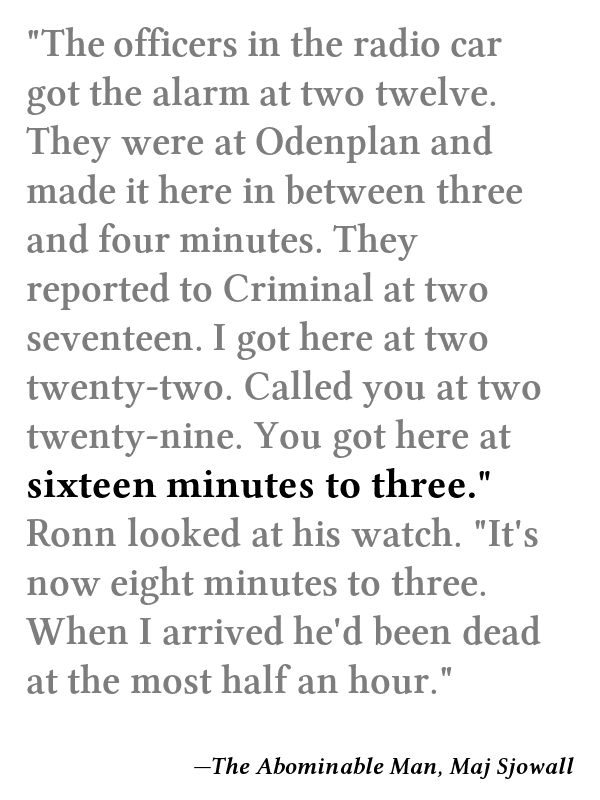 "The officers in the radio car
got the alarm at two twelve.
They were at Odenplan and
made it here in between three
and four minutes. They
reported to Criminal at two
seventeen. I got here at two
twenty-two. Called you at two
twenty-nine. You got here at
sixteen minutes to three."
Ronn looked at his watch. "It's
now eight minutes to three.
When I arrived he'd been dead
at the most half an hour."
—The Abominable Man, Maj Sjowall